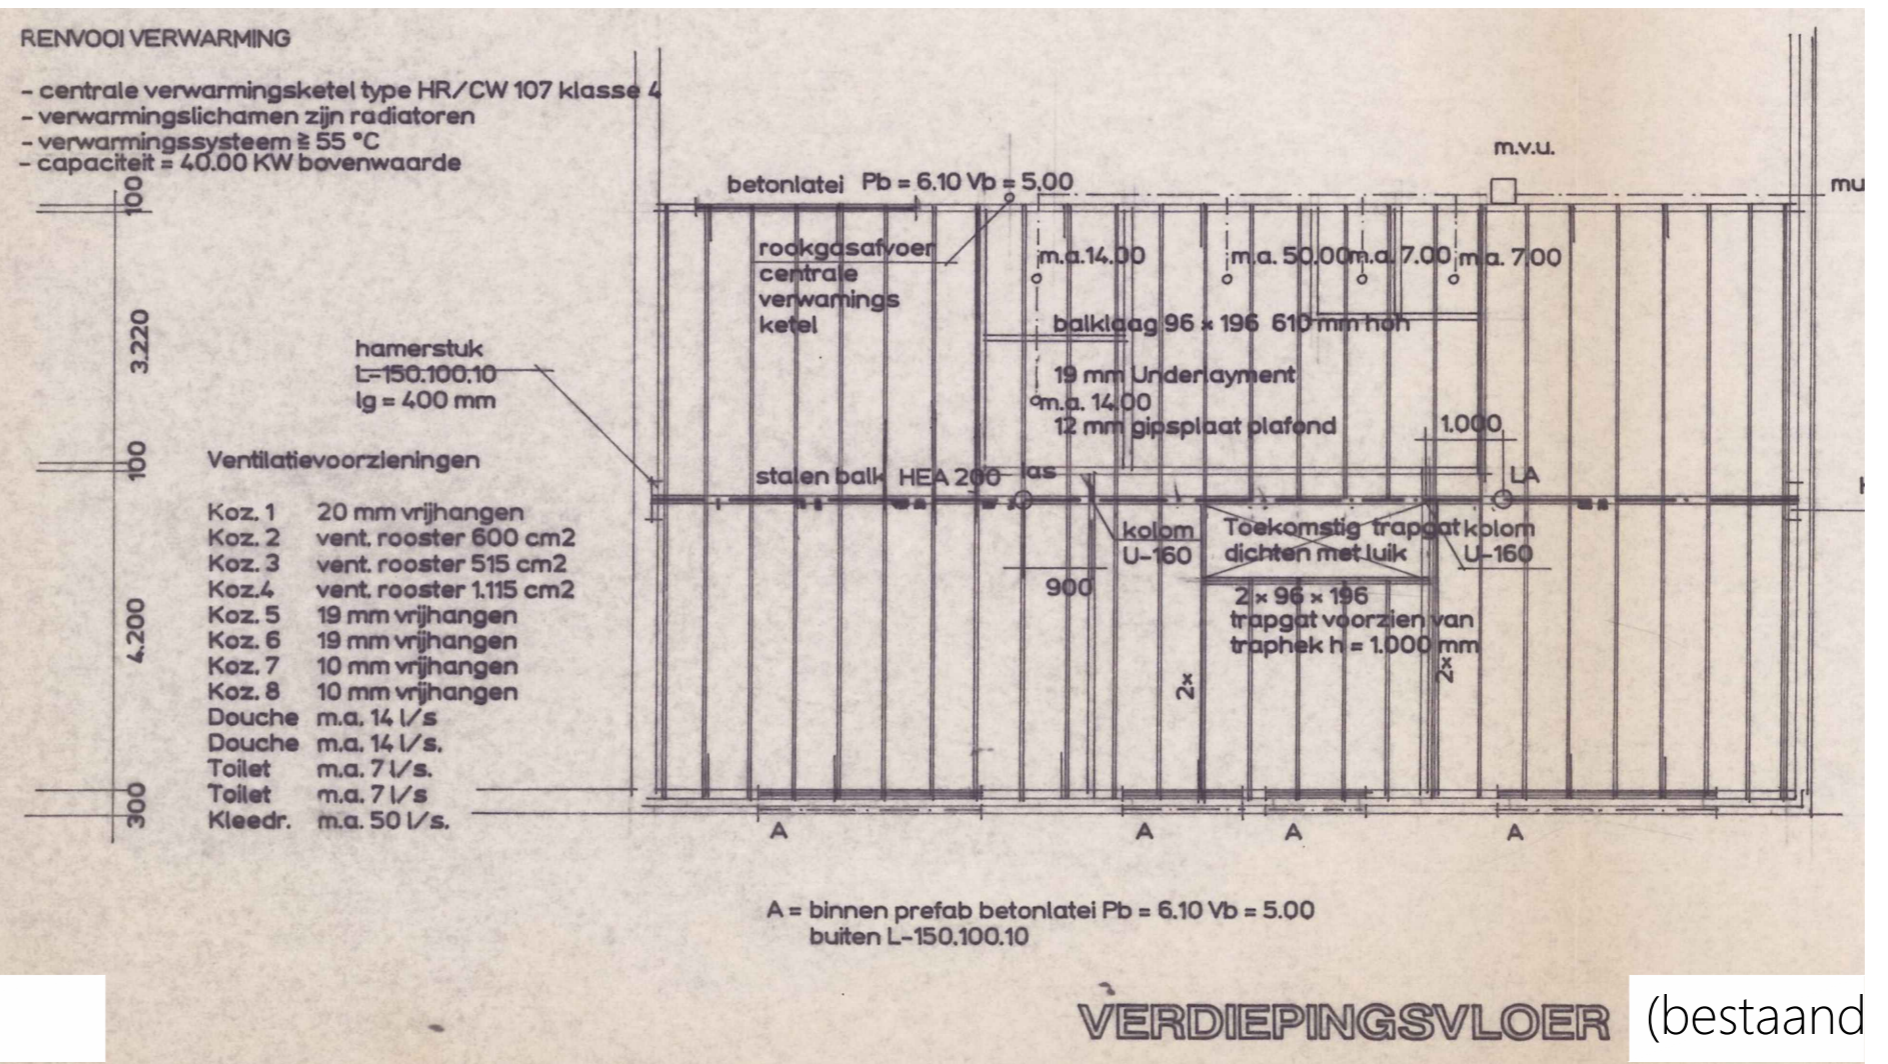 RENVOOI VERWARMING
- centrale verwarmingsketel type HR/CW 107 klasse 4
- verwarmingslichamen zijn radiatoren
- verwarmingssysteem ≧ 55 °C
- capaciteit = 40.00 KW bovenwaarde
100
3.220
100
4.200
300
hamerstuk
L-150.100.10
lg = 400 mm
Ventilatievoorzieningen
Koz. 1 20 mm vrijhangen
Koz. 2 vent. rooster 600 cm2
Koz. 3 vent. rooster 515 cm2
Koz.4 vent. rooster 1.115 cm2
Koz. 5 19 mm vrijhangen
Koz. 6 19 mm vrijhangen
Koz. 7 10 mm vrijhangen
Koz. 8 10 mm vrijhangen
Douche m.a. 14 l/s
Douche m.a. 14 l/s.
Toilet m.a. 7 l/s.
Toilet m.a. 7 l/s
Kleedr. m.a. 50 l/s.
m.v.u.
mu
betonlatei Pb = 6.10 Vb = 5.00
rookgasafvoer
centrale
verwamings
ketel
m.a.14.00
m.a. 50.00
m.a. 7.00
m.a. 7.00
balklaag 96 × 196 610 mm hoh
19 mm Underlayment
m.a. 14.00
12 mm gipsplaat plafond
1.000
stalen balk HEA 200 las
LA
kolom
U-160
900
Toekomstig trapgat
dichten met luik
kolom
U-160
2 × 96 × 196
trapgat voorzien van
traphek h = 1.000 mm
2x
2x
A A A A
A = binnen prefab betonlatei Pb = 6.10 Vb = 5.00
buiten L-150.100.10
VERDIEPINGSVLOER (bestaand